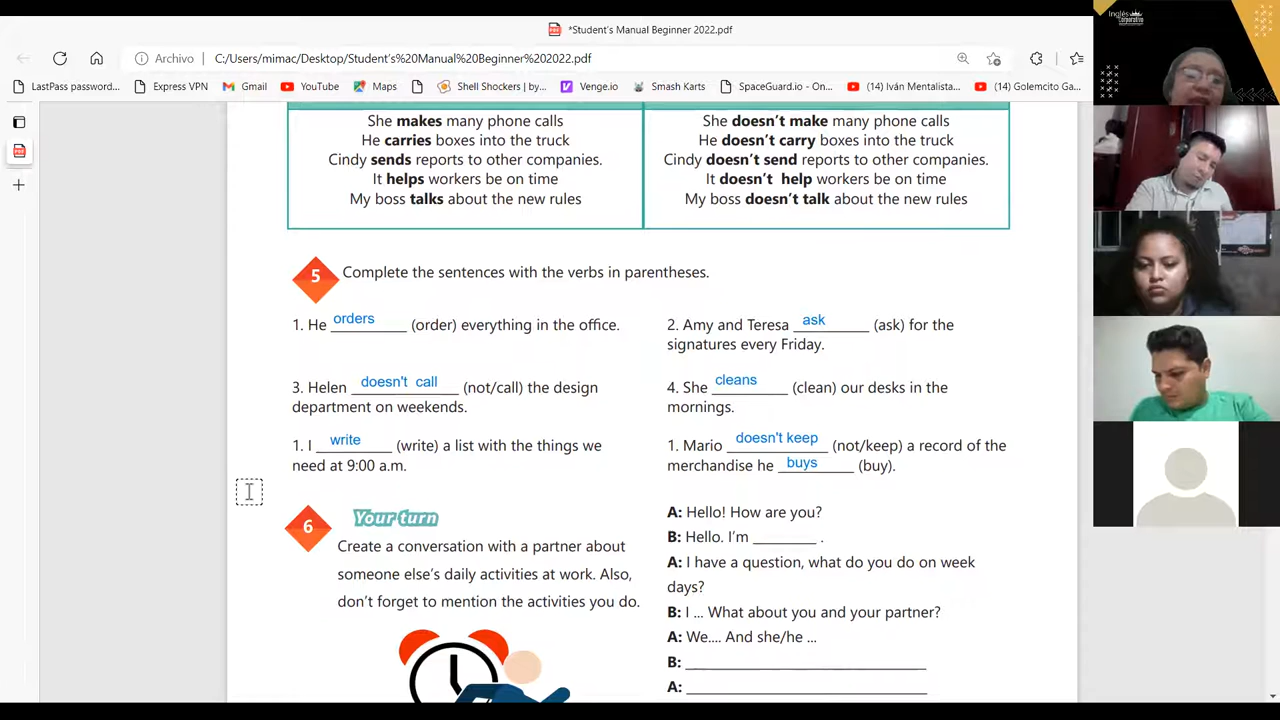 *Student's Manual Beginner 2022.pdf
Archivo
C:/Users/mimac/Desktop/Student's%20Manual%20Beginner%202022.pdf
LastPass password...
Express VPN
Gmail
YouTube
Maps
Shell Shockers | by...
Venge.io
Smash Karts
SpaceGuard.io - On...
(14) Iván Mentalista...
(14) Golemcito Ga...
Inglés
Corporativo
She makes many phone calls
He carries boxes into the truck
Cindy sends reports to other companies.
It helps workers be on time
My boss talks about the new rules
She doesn't make many phone calls
He doesn't carry boxes into the truck
Cindy doesn't send reports to other companies.
It doesn't help workers be on time
My boss doesn't talk about the new rules
5 Complete the sentences with the verbs in parentheses.
1. He orders (order) everything in the office.
2. Amy and Teresa ask (ask) for the
signatures every Friday.
3. Helen doesn't call (not/call) the design
department on weekends.
4. She cleans (clean) our desks in the
mornings.
1. I write (write) a list with the things we
need at 9:00 a.m.
1. Mario doesn't keep (not/keep) a record of the
merchandise he buys (buy).
6 Your turn
Create a conversation with a partner about
someone else's daily activities at work. Also,
don't forget to mention the activities you do.
A: Hello! How are you?
B: Hello. I'm _______ .
A: I have a question, what do you do on week
days?
B: I ... What about you and your partner?
A: We.... And she/he ...
B: ____________________________
A: ____________________________